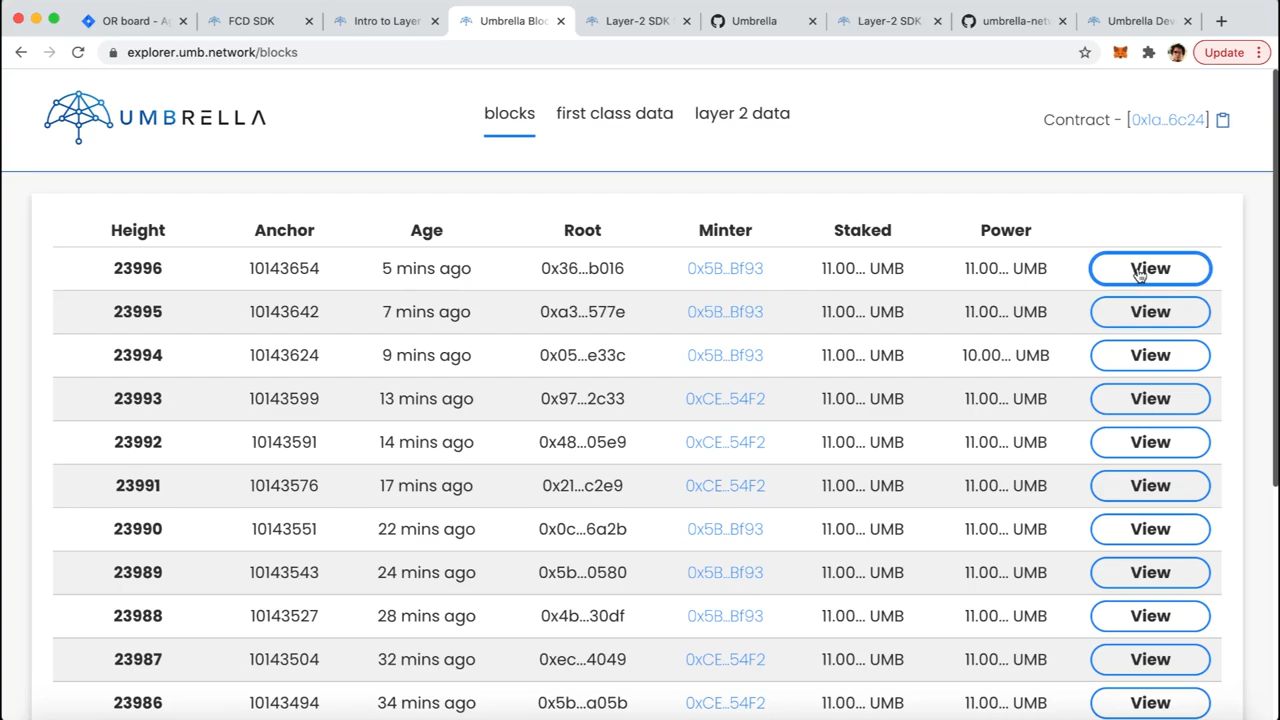 OR board - Ag
FCD SDK
Intro to Layer
Umbrella Bloc
Layer-2 SDK
Umbrella
Layer-2 SDK
umbrella-net
Umbrella Dev
explorer.umb.network/blocks
Update
UMBRELLA
blocks
first class data
layer 2 data
Contract - [0x1a...6c24]
Height Anchor Age Root Minter Staked Power
23996 10143654 5 mins ago 0x36...b016 0x5B...Bf93 11.00... UMB 11.00... UMB View
23995 10143642 7 mins ago 0xa3...577e 0x5B...Bf93 11.00... UMB 11.00... UMB View
23994 10143624 9 mins ago 0x05...e33c 0x5B...Bf93 11.00... UMB 10.00... UMB View
23993 10143599 13 mins ago 0x97...2c33 0xCE...54F2 11.00... UMB 11.00... UMB View
23992 10143591 14 mins ago 0x48...05e9 0xCE...54F2 11.00... UMB 11.00... UMB View
23991 10143576 17 mins ago 0x21...c2e9 0xCE...54F2 11.00... UMB 11.00... UMB View
23990 10143551 22 mins ago 0x0c...6a2b 0x5B...Bf93 11.00... UMB 11.00... UMB View
23989 10143543 24 mins ago 0x5b...0580 0x5B...Bf93 11.00... UMB 11.00... UMB View
23988 10143527 28 mins ago 0x4b...30df 0x5B...Bf93 11.00... UMB 11.00... UMB View
23987 10143504 32 mins ago 0xec...4049 0xCE...54F2 11.00... UMB 11.00... UMB View
23986 10143494 34 mins ago 0x5b...a05b 0xCE...54F2 11.00... UMB 11.00... UMB View